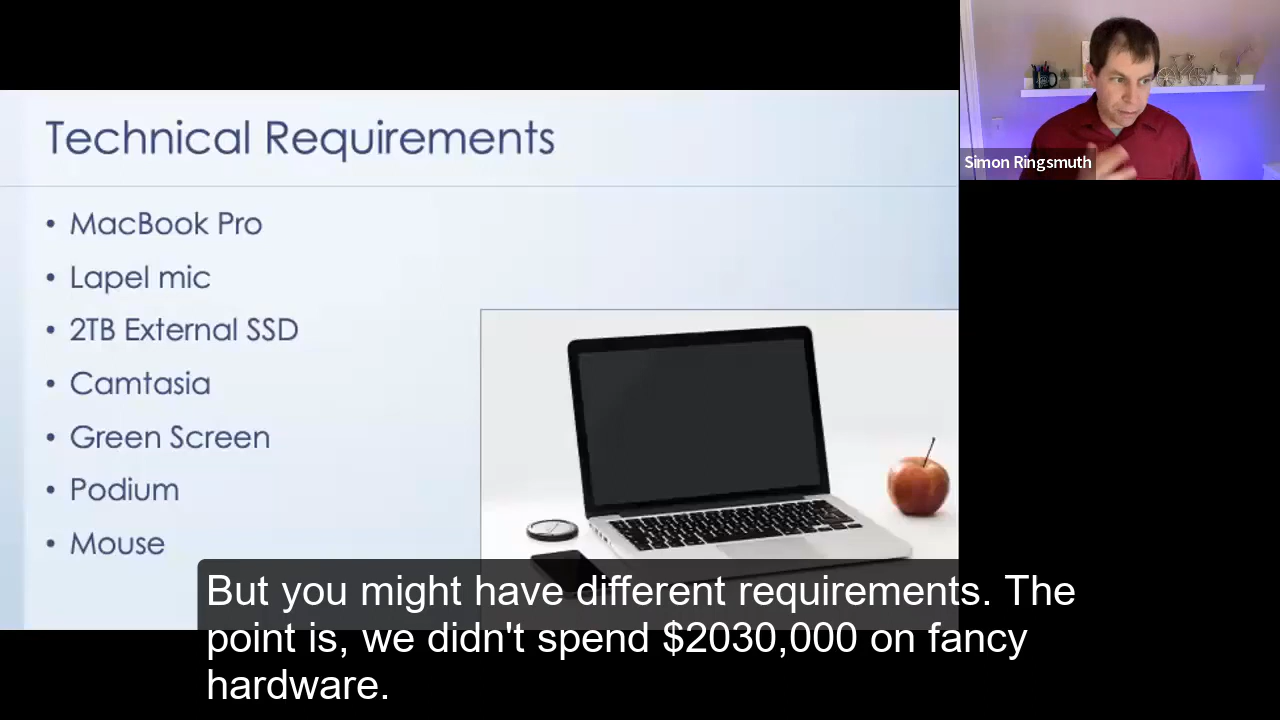 Technical Requirements
• MacBook Pro
• Lapel mic
• 2TB External SSD
• Camtasia
• Green Screen
• Podium
• Mouse
Simon Ringsmuth
But you might have different requirements. The
point is, we didn't spend $2030,000 on fancy
hardware.